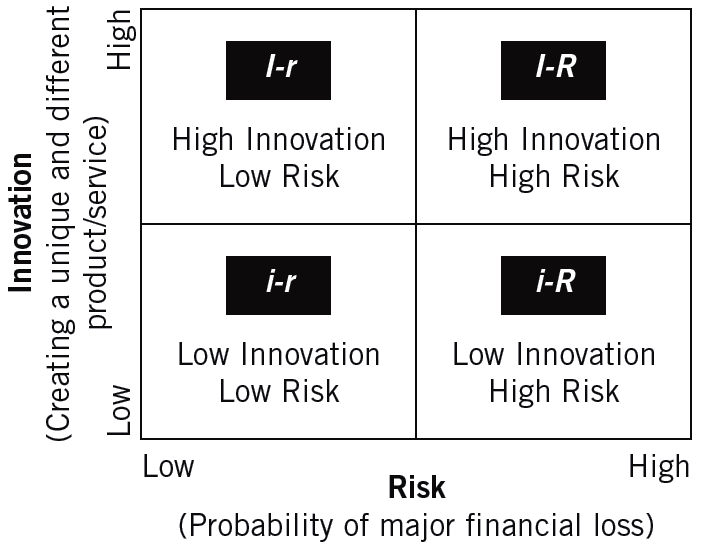 Innovation
(Creating a unique and different
product/service)
High
Low
I-r
High Innovation
Low Risk
I-R
High Innovation
High Risk
i-r
Low Innovation
Low Risk
i-R
Low Innovation
High Risk
Low
High
Risk
(Probability of major financial loss)